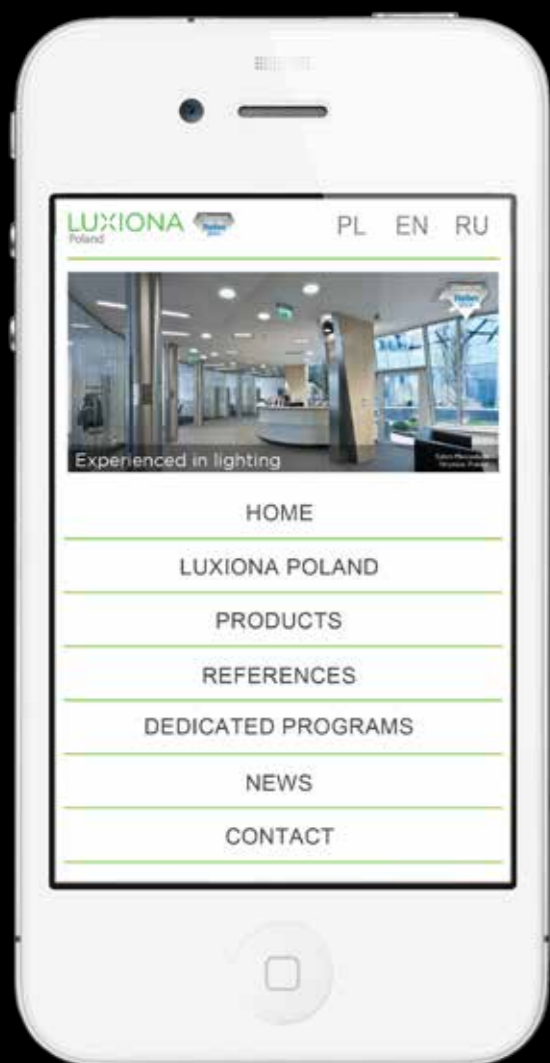 LUXIONA
Poland
PL EN RU
Experienced in lighting
HOME
LUXIONA POLAND
PRODUCTS
REFERENCES
DEDICATED PROGRAMS
NEWS
CONTACT